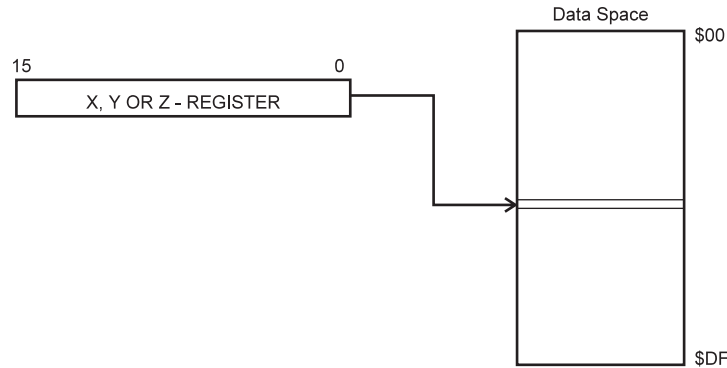 Data Space
$00
15 0
X, Y OR Z - REGISTER
$DF